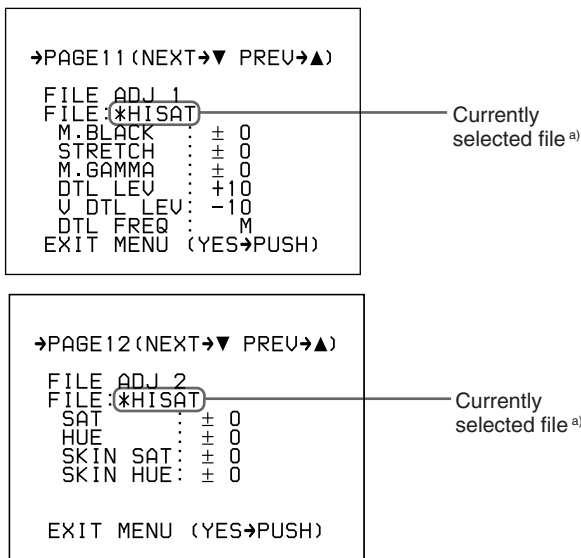 →PAGE11(NEXT→▼ PREV→▲)
FILE ADJ 1
FILE:*HISAT
M.BLACK : ± 0
STRETCH : ± 0
M.GAMMA : ± 0
DTL LEV : +10
V DTL LEV: −10
DTL FREQ : M
EXIT MENU (YES→PUSH)
Currently
selected file a)
→PAGE12(NEXT→▼ PREV→▲)
FILE ADJ 2
FILE:*HISAT
SAT : ± 0
HUE : ± 0
SKIN SAT: ± 0
SKIN HUE: ± 0
EXIT MENU (YES→PUSH)
Currently
selected file a)